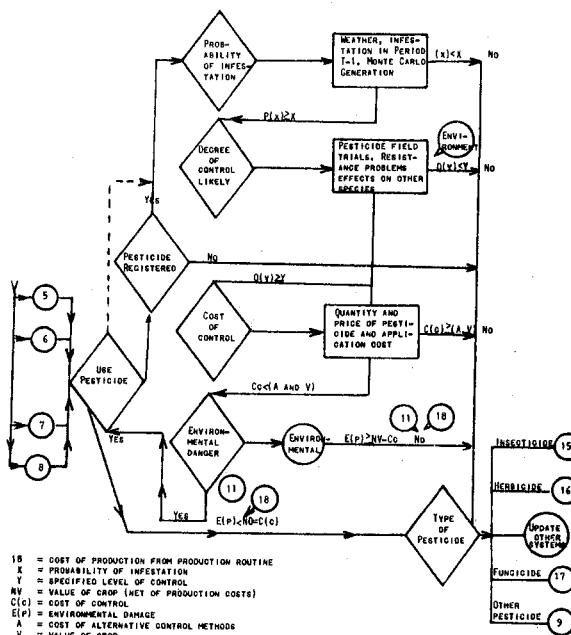 PROB-
ABILITY
OF INFES-
TATION
WEATHER, INFES-
TATION IN PERIOD
T-1, MONTE CARLO
GENERATION
(x)<X
No
P(x)≥X
DEGREE
OF
CONTROL
LIKELY
PESTICIDE FIELD
TRIALS, RESIST-
TANCE PROBLEMS
EFFECTS ON OTHER
SPECIES
ENVI-
RONMENT
D(Y)≤Y
No
YES
PESTICIDE
REGISTERED
No
D(Y)≥Y
COST OF
CONTROL
QUANTITY AND
PRICE OF PESTI-
CIDE AND APPLI-
CATION COST
C(c)≥(A,V)
No
V
5
6
7
8
USE
PESTICIDE
YES
Cc<(A AND V)
ENVIRON-
MENTAL
DANGER
ENVIRON-
MENTAL
E(P)≥NV-Cc
No
11
18
11
18
YES
E(P)<NO=C(c)
TYPE
OF
PESTICIDE
INSECTICIDE
15
HERBICIDE
16
UPDATE
OTHER
SYSTEMS
FUNGICIDE
17
OTHER
PESTICIDE
9
18 = COST OF PRODUCTION FROM PRODUCTION ROUTINE
X = PROBABILITY OF INFESTATION
Y = SPECIFIED LEVEL OF CONTROL
NV = VALUE OF CROP (NET OF PRODUCTION COSTS)
C(c) = COST OF CONTROL
E(P) = ENVIRONMENTAL DAMAGE
A = COST OF ALTERNATIVE CONTROL METHODS
V = VALUE OF CROP